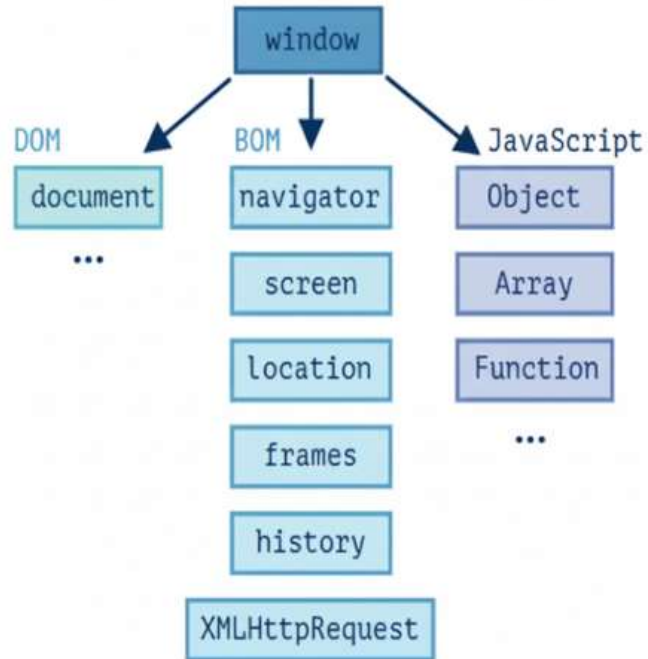 window
DOM
document
...
BOM
navigator
screen
location
frames
history
XMLHttpRequest
JavaScript
Object
Array
Function
...